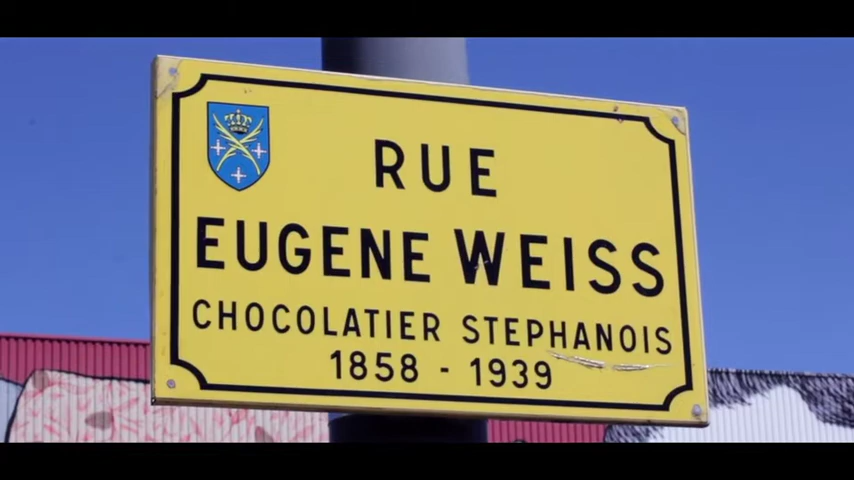 RUE
EUGENE WEISS
CHOCOLATIER STEPHANOIS
1858 - 1939